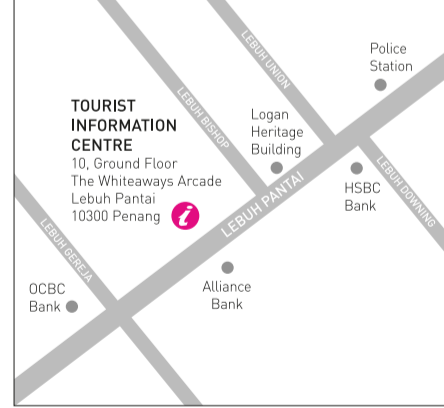 Police
Station
LEBUH UNION
LEBUH BISHOP
TOURIST
INFORMATION
CENTRE
10, Ground Floor
The Whiteaways Arcade
Lebuh Pantai
10300 Penang
i
Logan
Heritage
Building
LEBUH PANTAI
HSBC
Bank
LEBUH DOWNING
LEBUH GEREJA
OCBC
Bank
Alliance
Bank